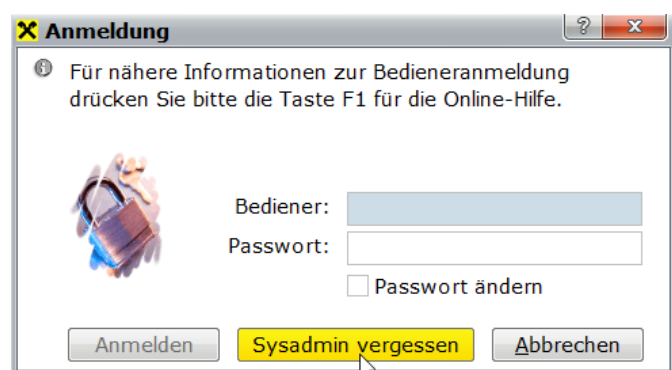 Anmeldung
Für nähere Informationen zur Bedieneranmeldung
drücken Sie bitte die Taste F1 für die Online-Hilfe.
Bediener:
Passwort:
Passwort ändern
Anmelden Sysadmin vergessen Abbrechen